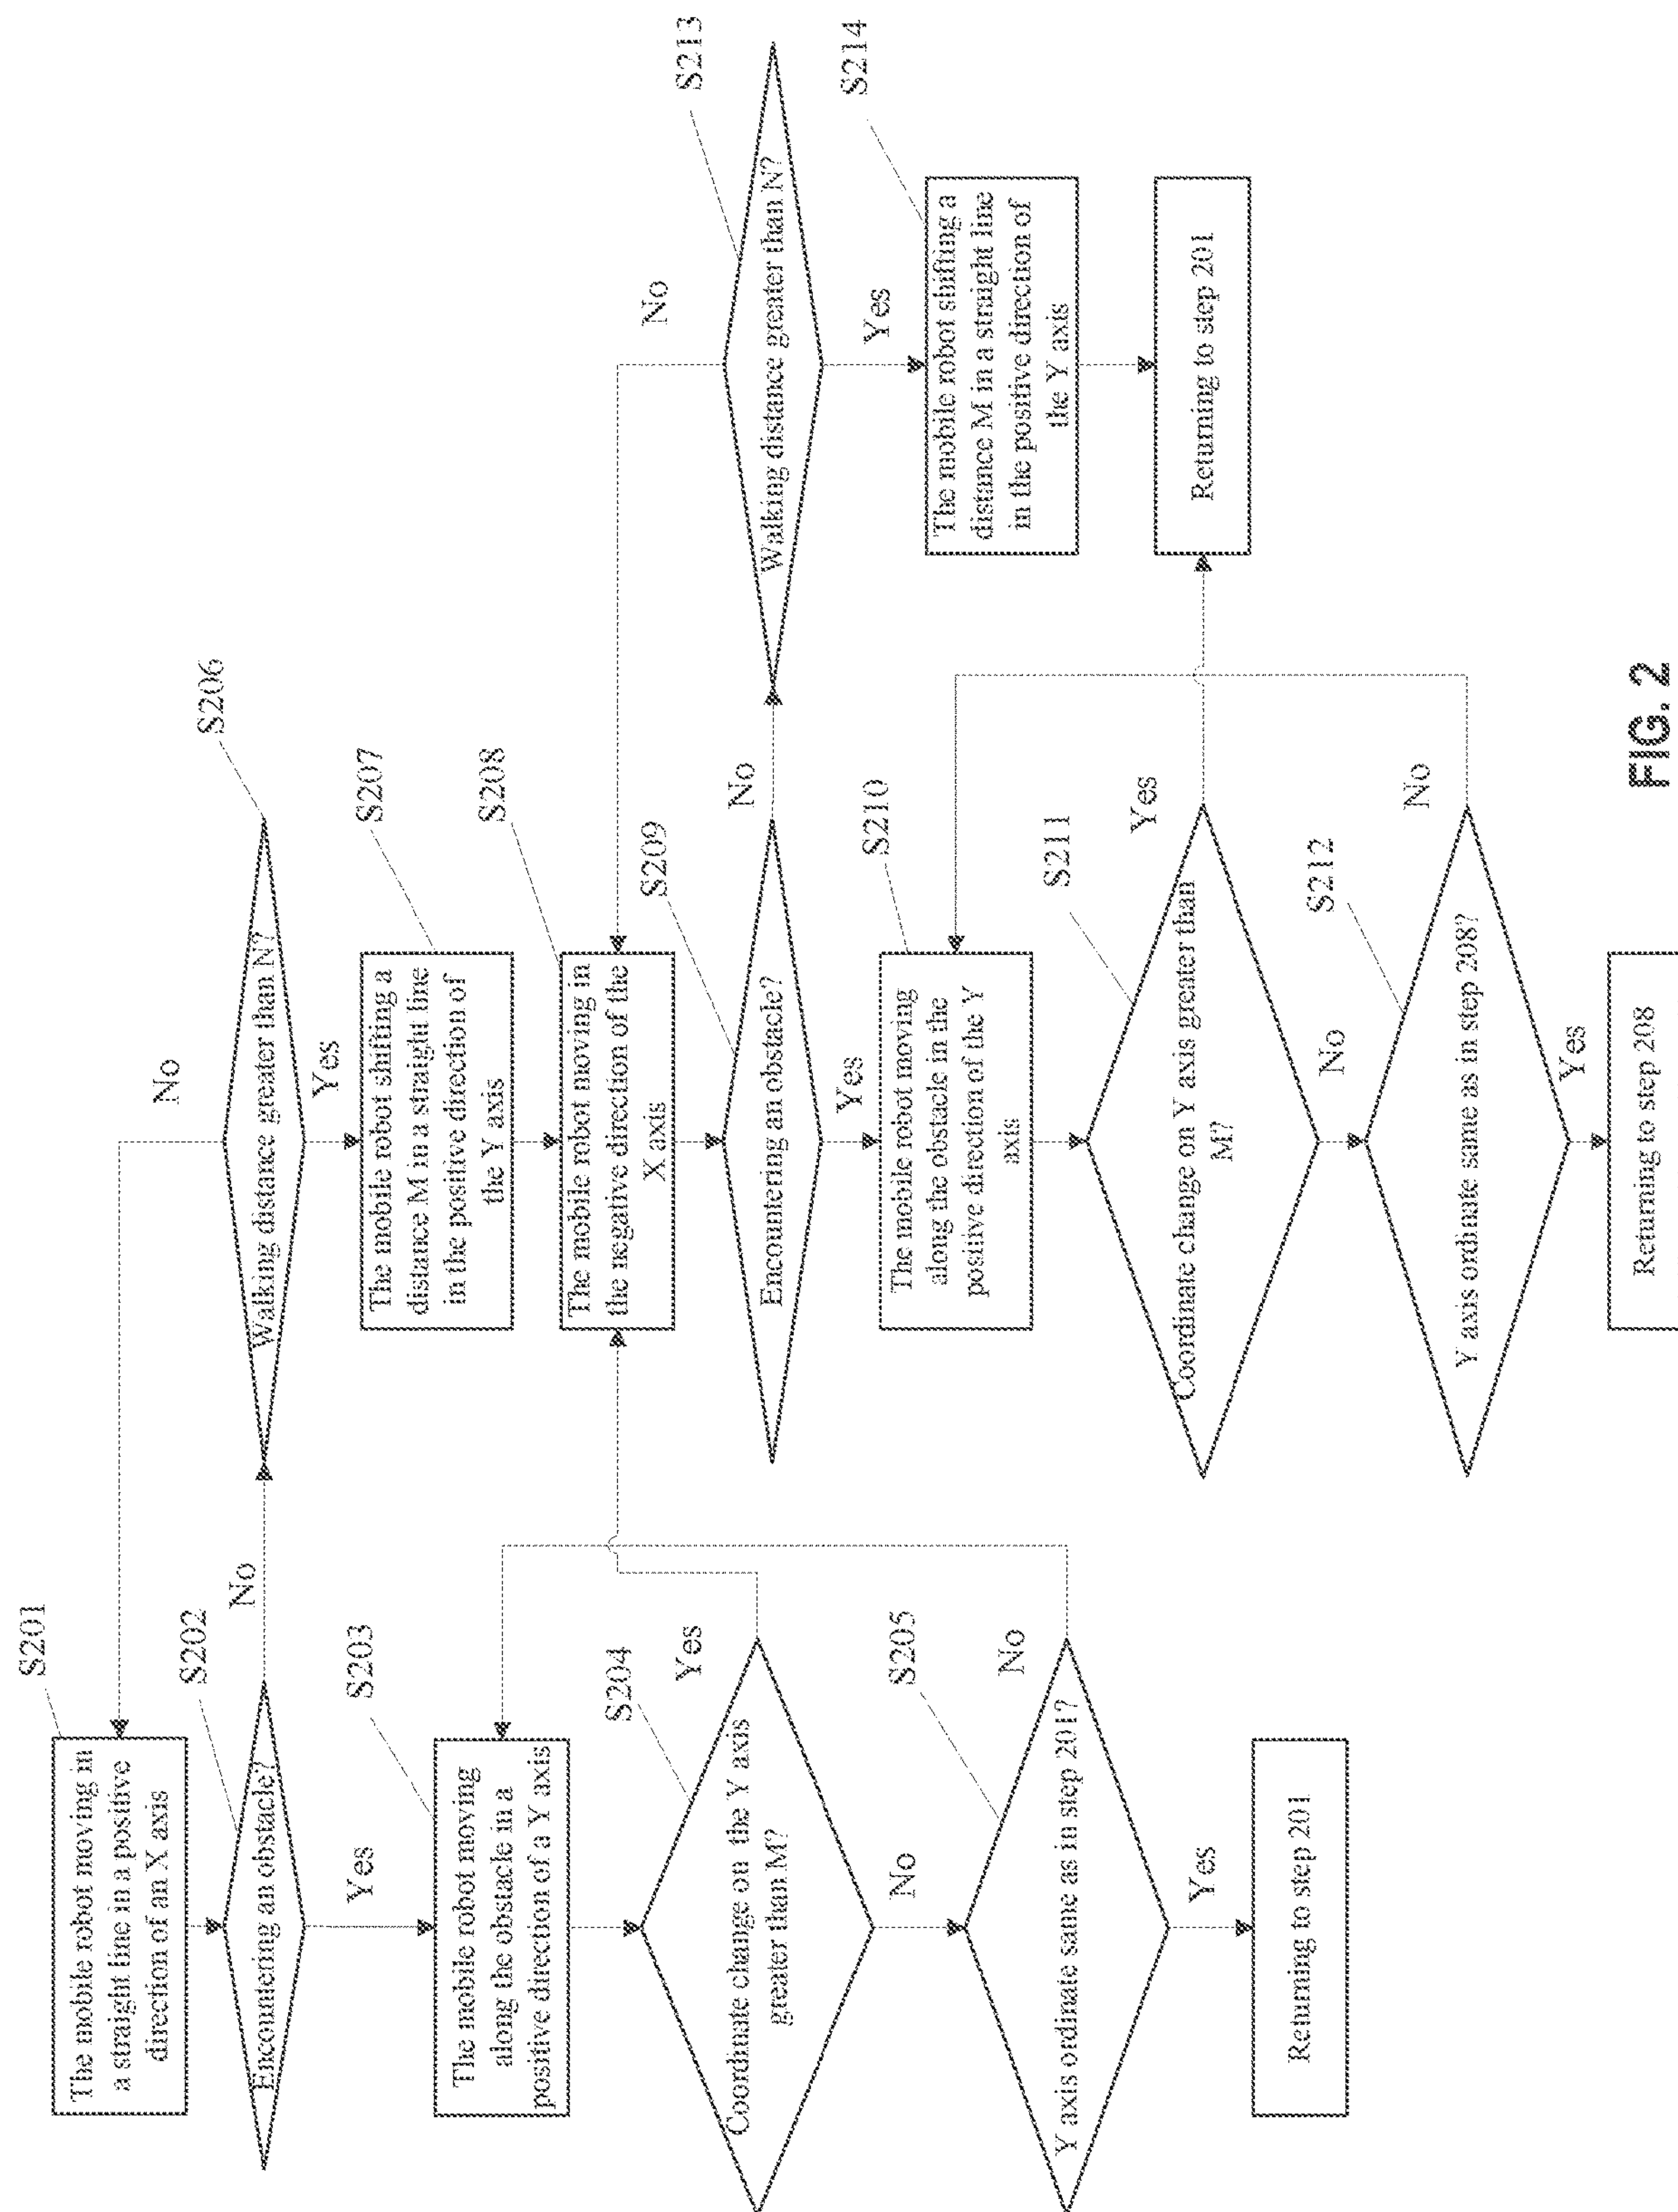 S201
The mobile robot moving in
a straight line in a positive
direction of an X axis
S202
Encountering an obstacle?
No
Yes
S203
The mobile robot moving
along the obstacle in a
positive direction of a Y axis
S204
Coordinate change on the Y axis
greater than M?
Yes
No
S205
Y axis ordinate same as in step 201?
No
Yes
Returning to step 201
No
S206
Walking distance greater than N?
Yes
S207
The mobile robot shifting a
distance M in a straight line
in the positive direction of
the Y axis
S208
The mobile robot moving in
the negative direction of the
X axis
S209
Encountering an obstacle?
No
Yes
S210
The mobile robot moving
along the obstacle in the
positive direction of the Y
axis
S211
Coordinate change on Y axis greater than
M?
Yes
No
S212
Y axis ordinate same as in step 208?
No
Yes
Returning to step 208
No
S213
Walking distance greater than N?
Yes
S214
The mobile robot shifting a
distance M in a straight line
in the positive direction of
the Y axis
Returning to step 201
FIG. 2